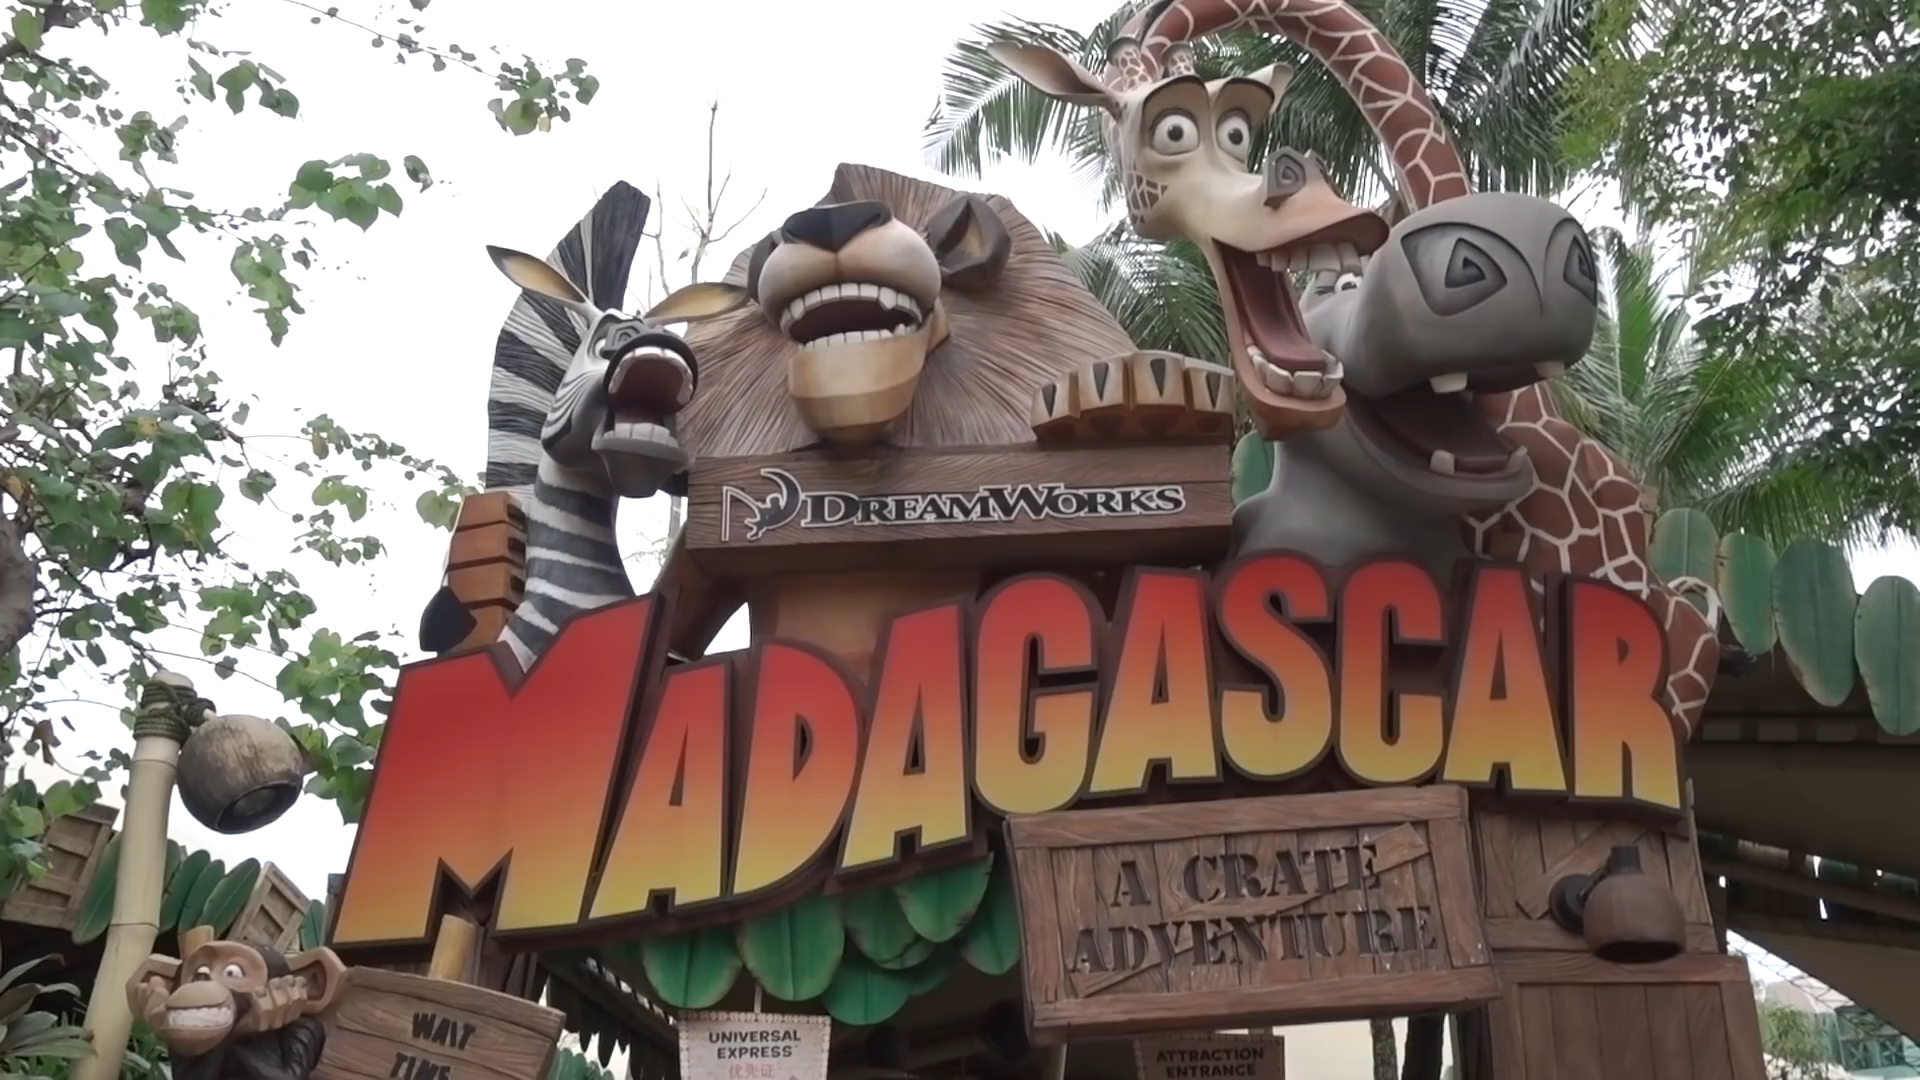 DREAMWORKS
MADAGASCAR
A CRATE
ADVENTURE
WAIT
TIME
UNIVERSAL
EXPRESS
优先证
ATTRACTION
ENTRANCE